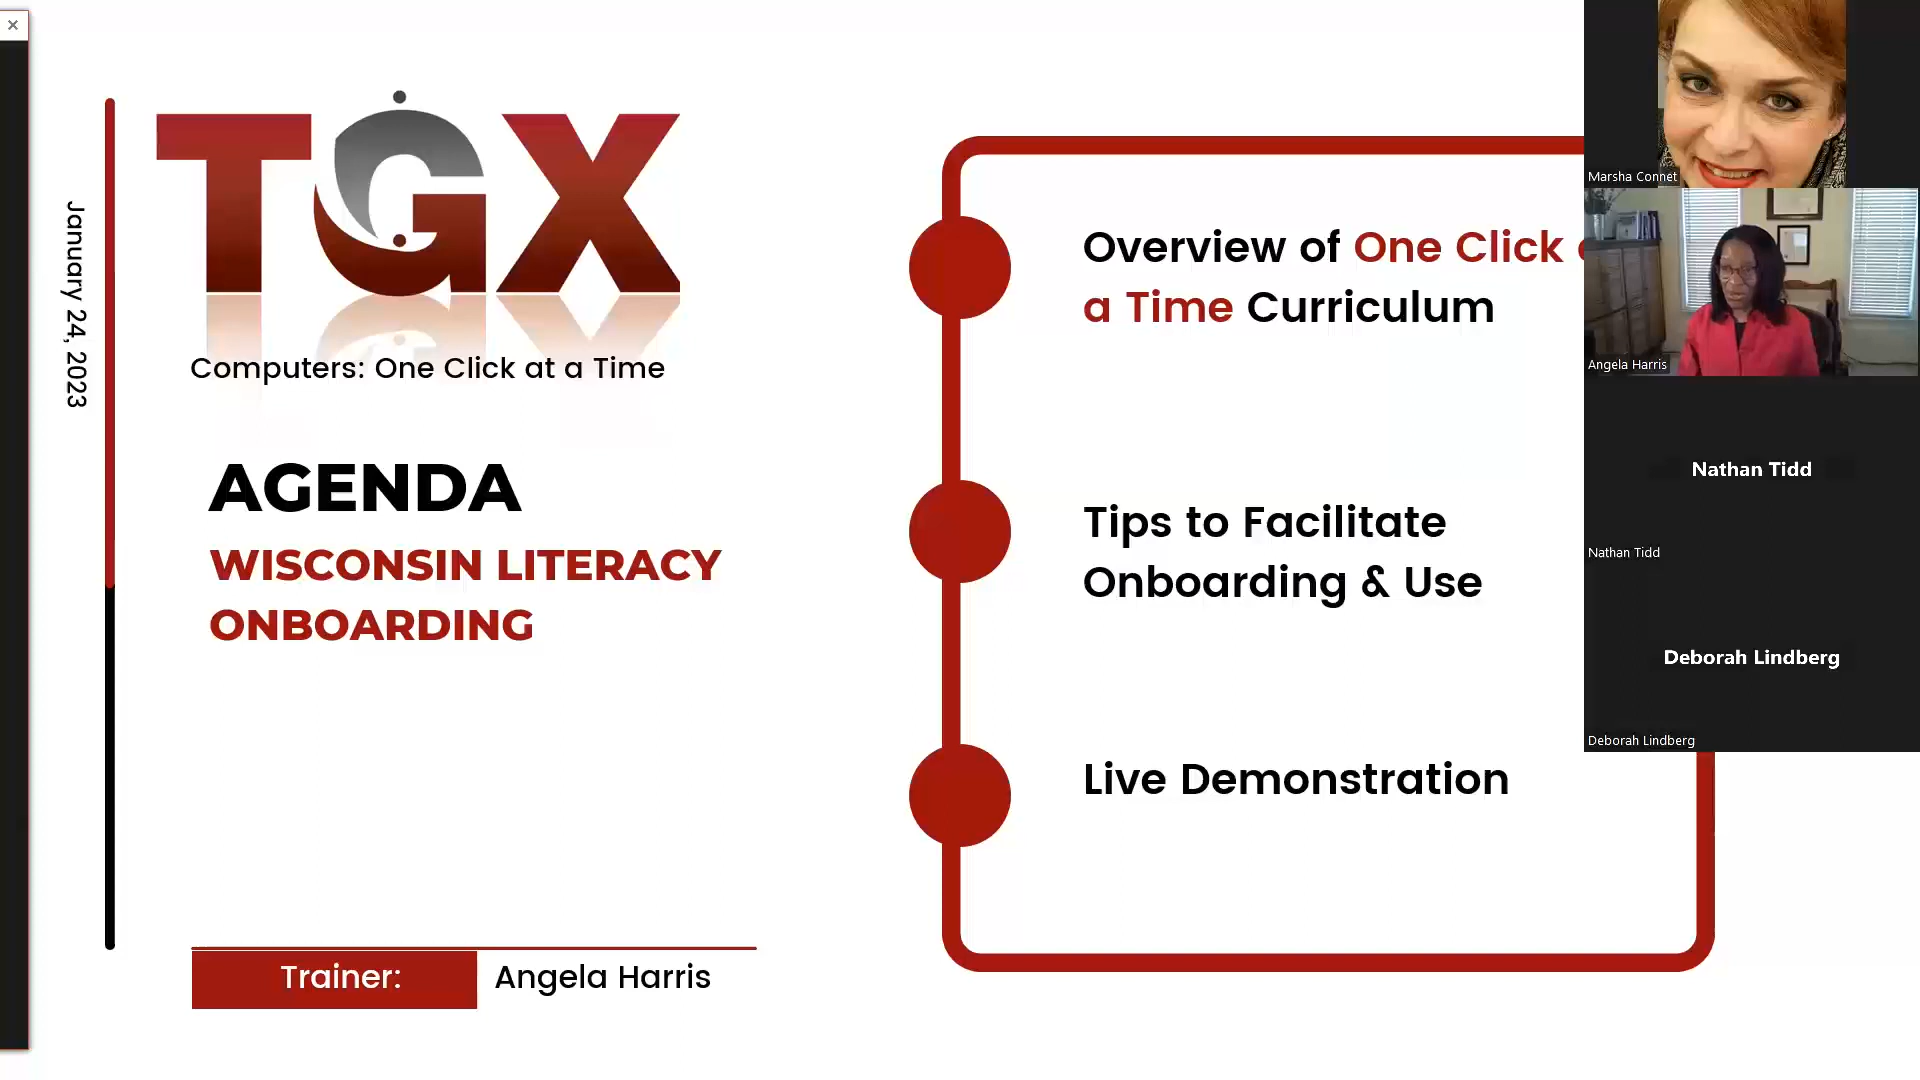 January 24, 2023
TGX
Computers: One Click at a Time
AGENDA
WISCONSIN LITERACY
ONBOARDING
Trainer:
Angela Harris
Overview of One Click
a Time Curriculum
Tips to Facilitate
Onboarding & Use
Live Demonstration
Marsha Connet
Angela Harris
Nathan Tidd
Nathan Tidd
Deborah Lindberg
Deborah Lindberg